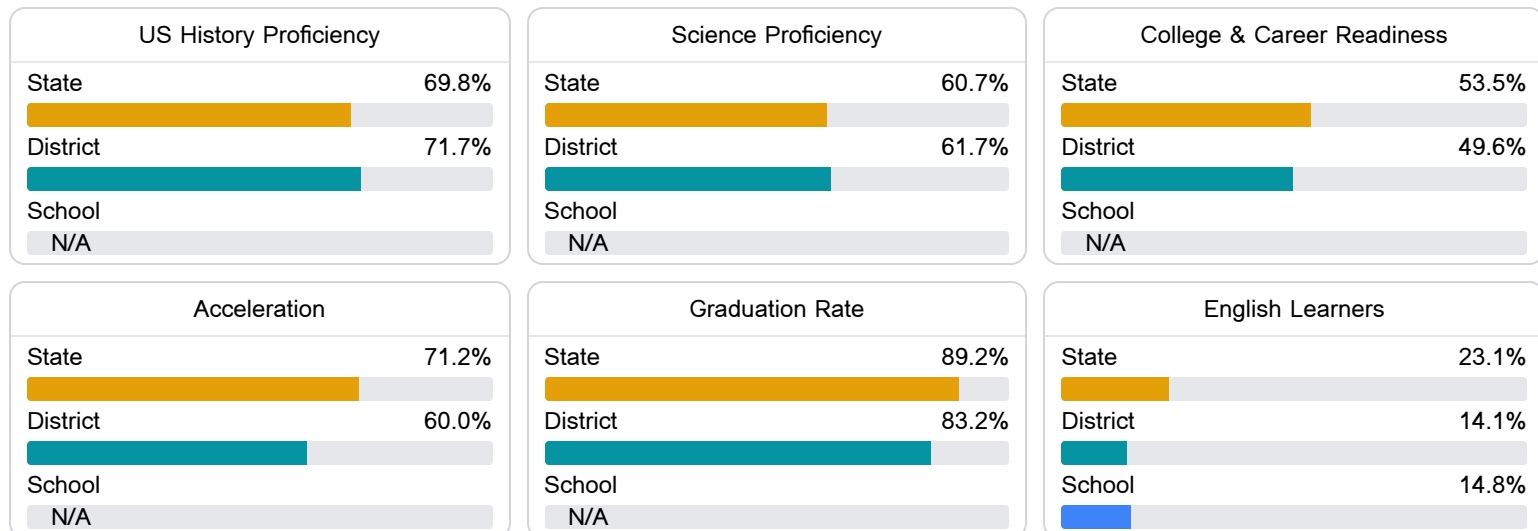 US History Proficiency
State 69.8%
District 71.7%
School
N/A
Science Proficiency
State 60.7%
District 61.7%
School
N/A
College & Career Readiness
State 53.5%
District 49.6%
School
N/A
Acceleration
State 71.2%
District 60.0%
School
N/A
Graduation Rate
State 89.2%
District 83.2%
School
N/A
English Learners
State 23.1%
District 14.1%
School 14.8%